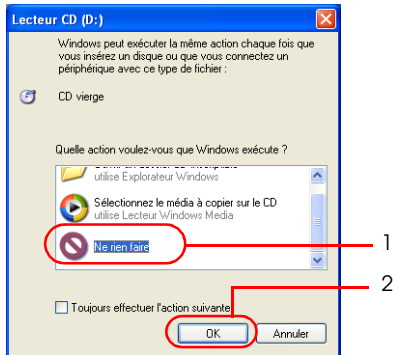 Lecteur CD (D:)
Windows peut exécuter la même action chaque fois que
vous insérez un disque ou que vous connectez un
périphérique avec ce type de fichier :
CD vierge
Quelle action voulez-vous que Windows exécute ?
utilise Explorateur Windows
Sélectionnez le média à copier sur le CD
utilise Lecteur Windows Media
Ne rien faire
1
2
Toujours effectuer l'action suivante
OK
Annuler